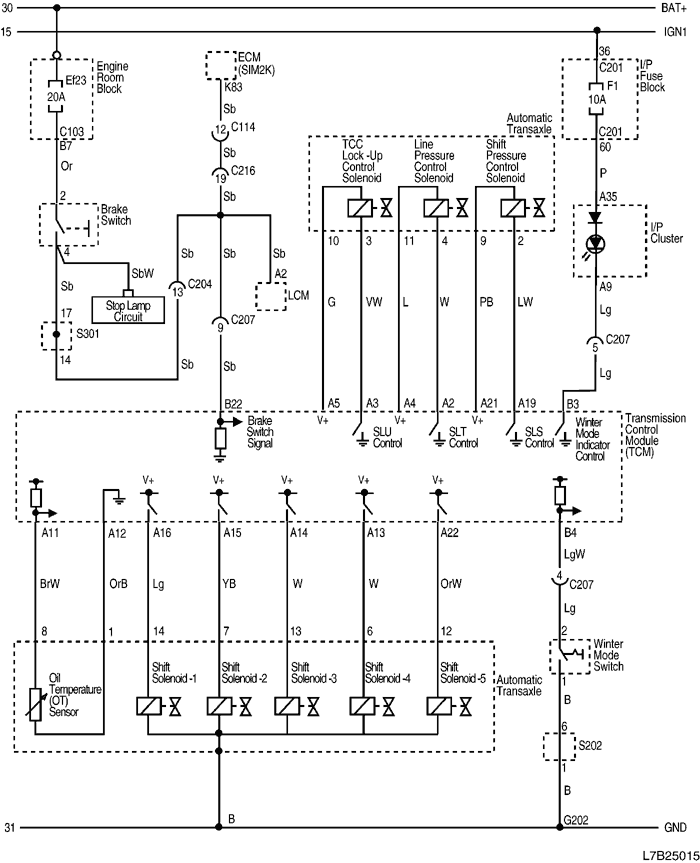 30
BAT+
15
IGN1
Engine
Room
Block
Ef23
20A
C103
B7
Or
2
Brake
Switch
4
SbW
Stop Lamp
Circuit
Sb
17
S301
14
ECM
(SIM2K)
K83
Sb
12
C114
Sb
C216
19
Sb
Sb
Sb
Sb
C204
13
A2
LCM
C207
9
Sb
Sb
B22
Automatic
Transaxle
TCC
Lock -Up
Control
Solenoid
Line
Pressure
Control
Solenoid
Shift
Pressure
Control
Solenoid
10
3
11
4
9
2
G
VW
L
W
PB
LW
A5
A3
A4
A2
A21
A19
36
C201
I/P
Fuse
Block
F1
10A
C201
60
P
A35
I/P
Cluster
A9
Lg
C207
5
Lg
B3
Brake
Switch
Signal
V+
SLU
Control
V+
SLT
Control
V+
SLS
Control
Winter
Mode
Indicator
Control
Transmission
Control
Module
(TCM)
V+
V+
V+
V+
V+
A11
A12
A16
A15
A14
A13
A22
B4
BrW
OrB
Lg
YB
W
W
OrW
LgW
4
C207
Lg
8
1
14
7
13
6
12
2
Winter
Mode
Switch
1
Oil
Temperature
(OT)
Sensor
Shift
Solenoid -1
Shift
Solenoid -2
Shift
Solenoid -3
Shift
Solenoid -4
Shift
Solenoid -5
Automatic
Transaxle
B
6
S202
1
B
B
G202
31
GND
L7B25015